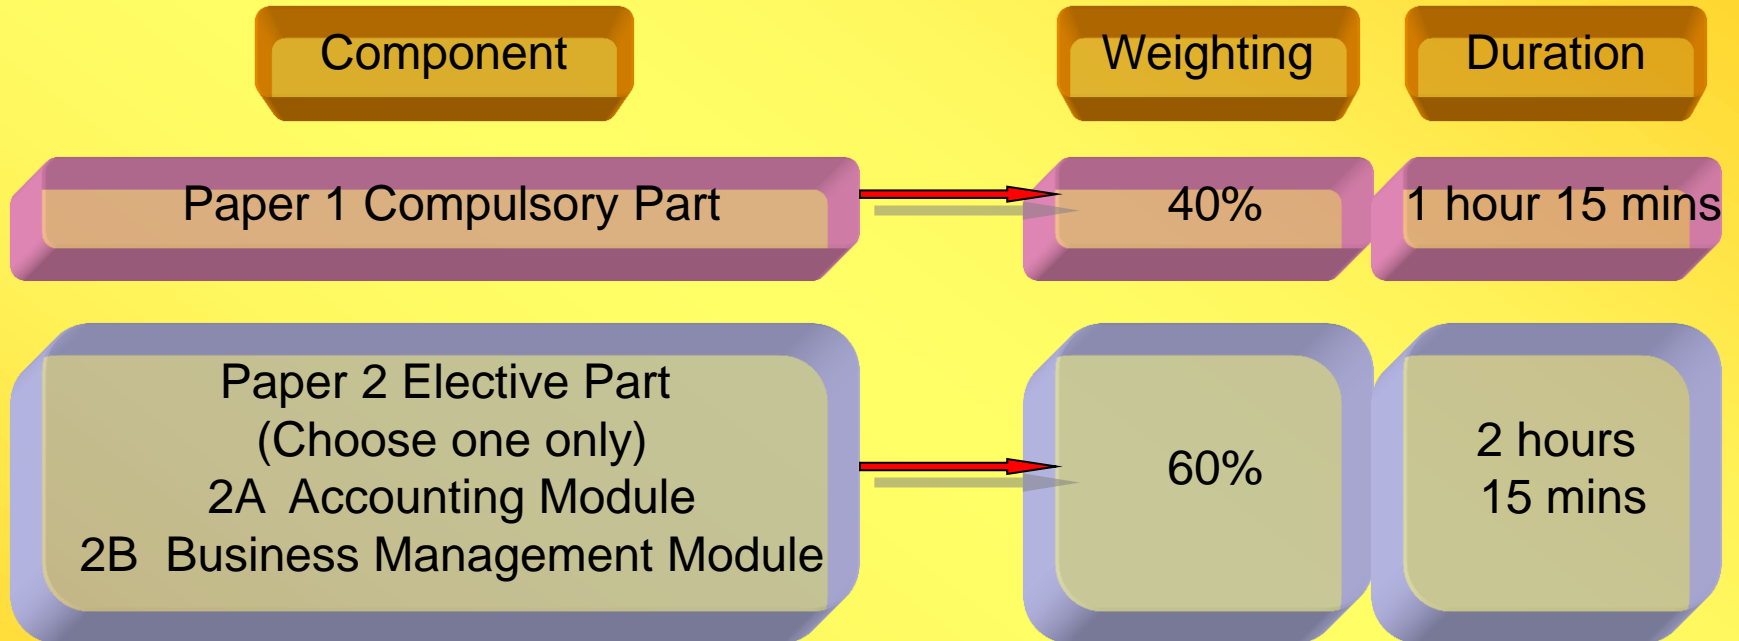 Component Weighting Duration
Paper 1 Compulsory Part 40% 1 hour 15 mins
Paper 2 Elective Part
(Choose one only)
2A Accounting Module
2B Business Management Module
60%
2 hours
15 mins